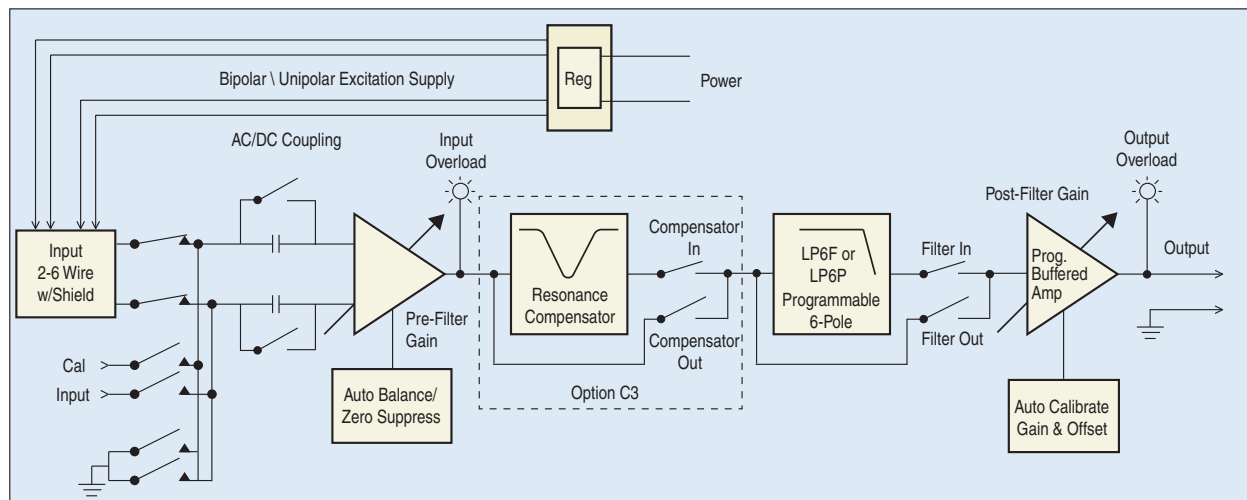 Reg
Power
Bipolar \ Unipolar Excitation Supply
AC/DC Coupling
Input
Overload
Output
Overload
Input
2-6 Wire
w/Shield
Pre-Filter
Gain
Auto Balance/
Zero Suppress
Resonance
Compensator
Compensator
In
Compensator
Out
Option C3
LP6F or
LP6P
Programmable
6-Pole
Filter In
Filter Out
Post-Filter Gain
Prog.
Buffered
Amp
Output
Auto Calibrate
Gain & Offset
Cal
Input